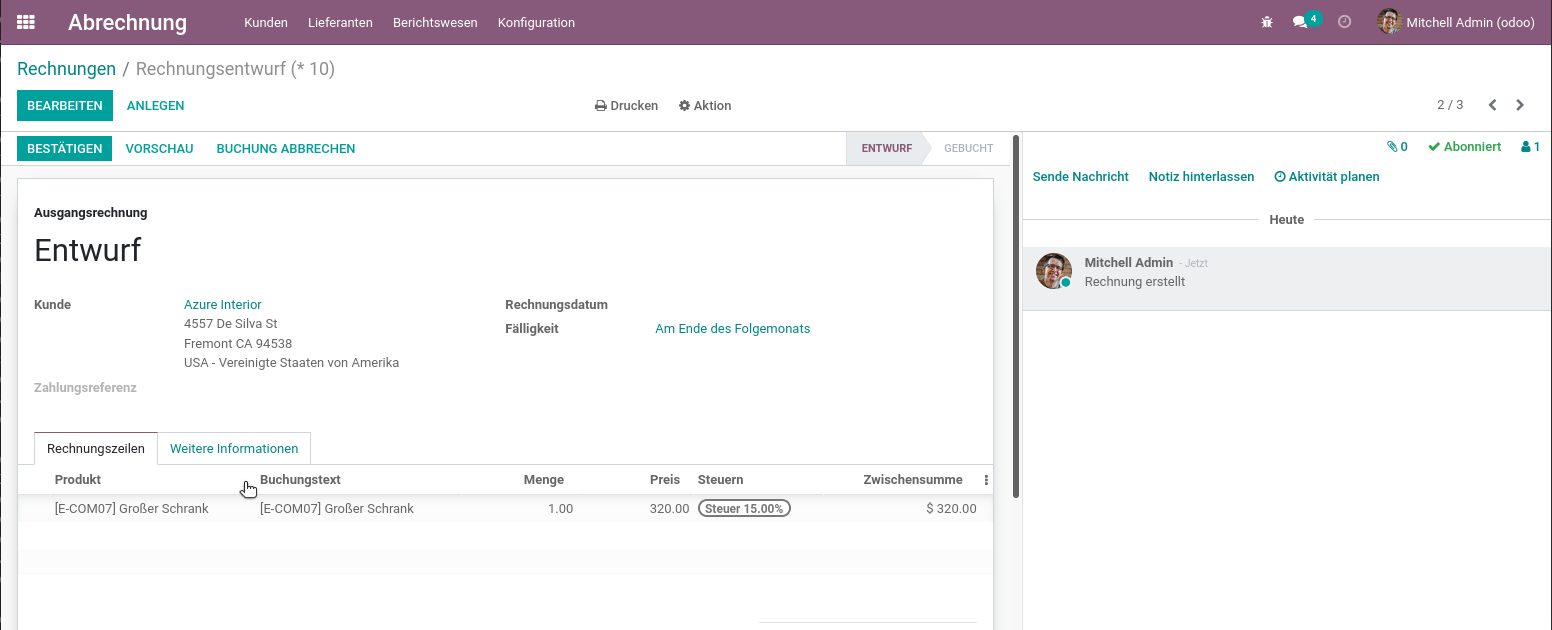 Abrechnung Kunden Lieferanten Berichtswesen Konfiguration 4 Mitchell Admin (odoo)
Rechnungen / Rechnungsentwurf (* 10)
BEARBEITEN ANLEGEN Drucken Aktion 2 / 3
BESTÄTIGEN VORSCHAU BUCHUNG ABBRECHEN ENTWURF GEBUCHT
0 Abonniert 1
Sende Nachricht Notiz hinterlassen Aktivität planen
Heute
Mitchell Admin - Jetzt
Rechnung erstellt
Ausgangsrechnung
Entwurf
Kunde Azure Interior
4557 De Silva St
Fremont CA 94538
USA - Vereinigte Staaten von Amerika
Rechnungsdatum
Fälligkeit Am Ende des Folgemonats
Zahlungsreferenz
Rechnungszeilen Weitere Informationen
Produkt Buchungstext Menge Preis Steuern Zwischensumme
[E-COM07] Großer Schrank [E-COM07] Großer Schrank 1.00 320.00 Steuer 15.00% $ 320.00